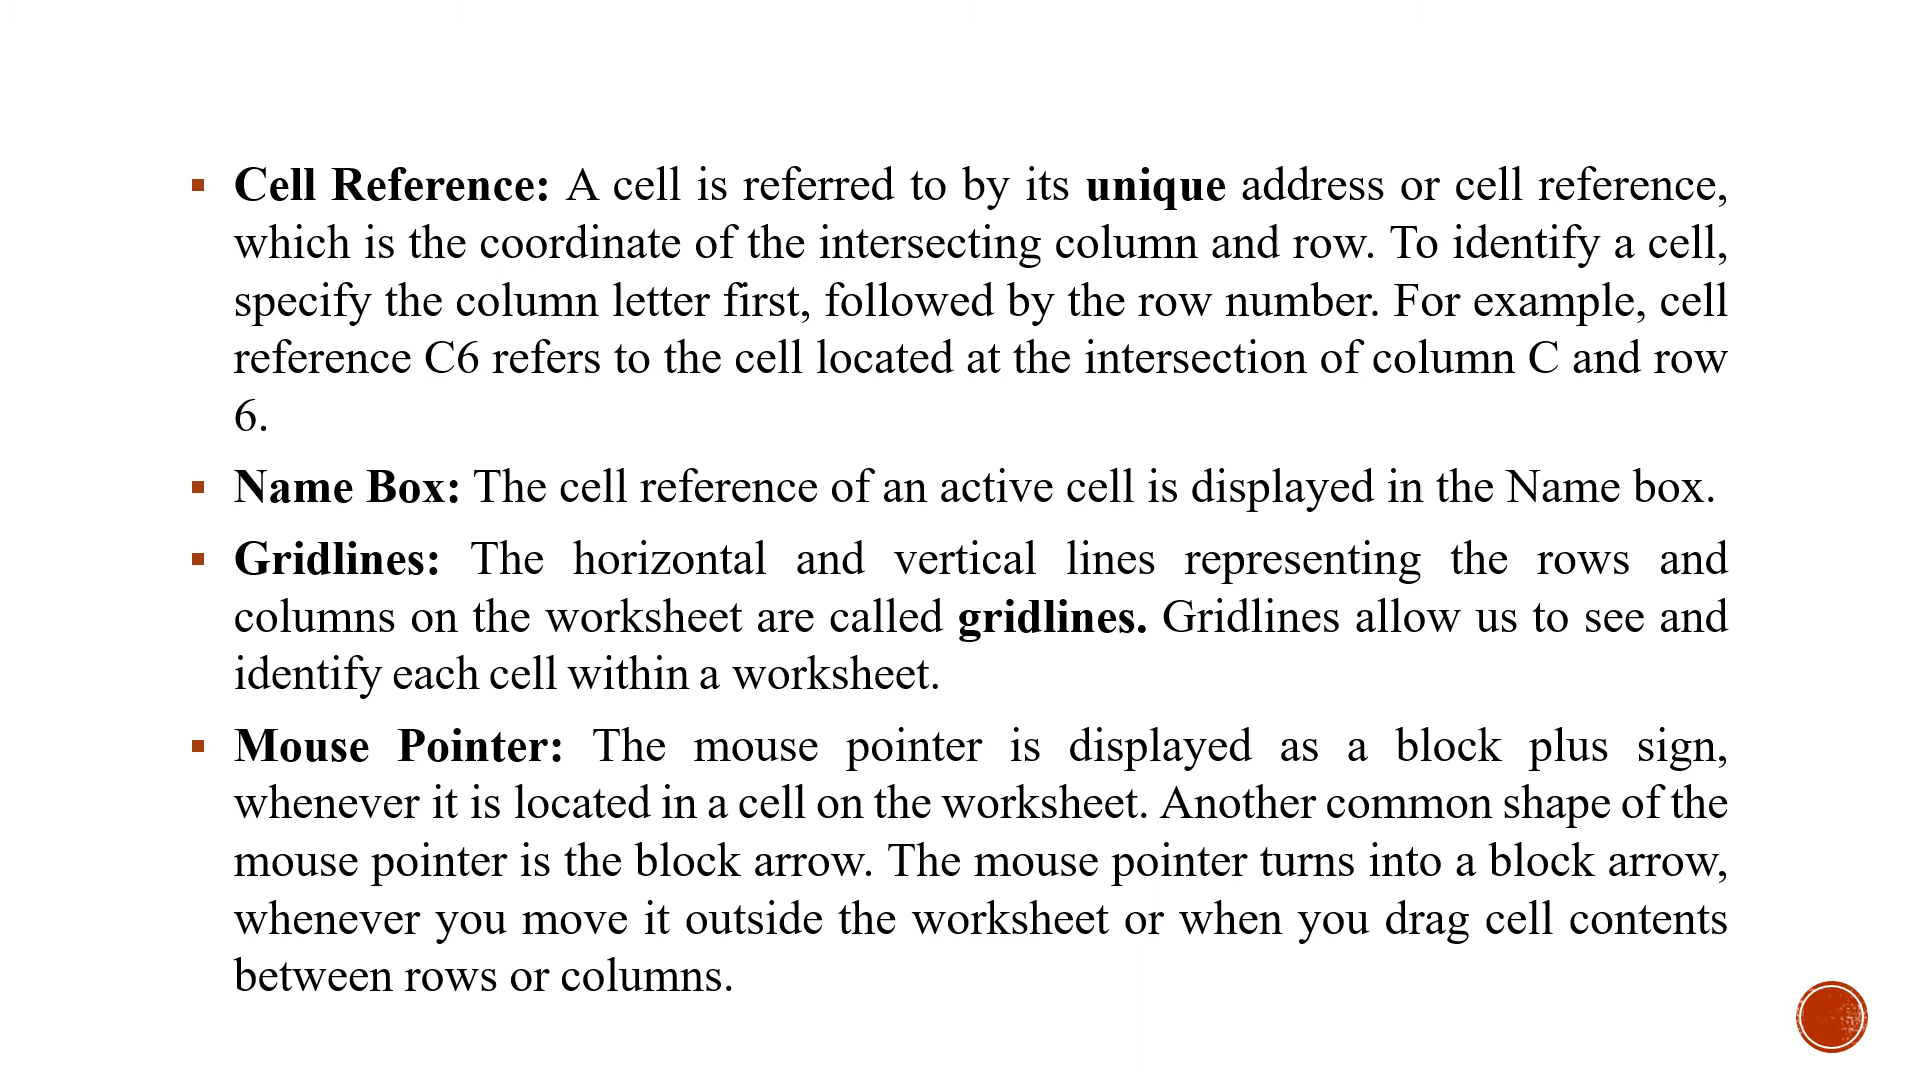 ▪ Cell Reference: A cell is referred to by its unique address or cell reference,
which is the coordinate of the intersecting column and row. To identify a cell,
specify the column letter first, followed by the row number. For example, cell
reference C6 refers to the cell located at the intersection of column C and row
6.
▪ Name Box: The cell reference of an active cell is displayed in the Name box.
▪ Gridlines: The horizontal and vertical lines representing the rows and
columns on the worksheet are called gridlines. Gridlines allow us to see and
identify each cell within a worksheet.
▪ Mouse Pointer: The mouse pointer is displayed as a block plus sign,
whenever it is located in a cell on the worksheet. Another common shape of the
mouse pointer is the block arrow. The mouse pointer turns into a block arrow,
whenever you move it outside the worksheet or when you drag cell contents
between rows or columns.